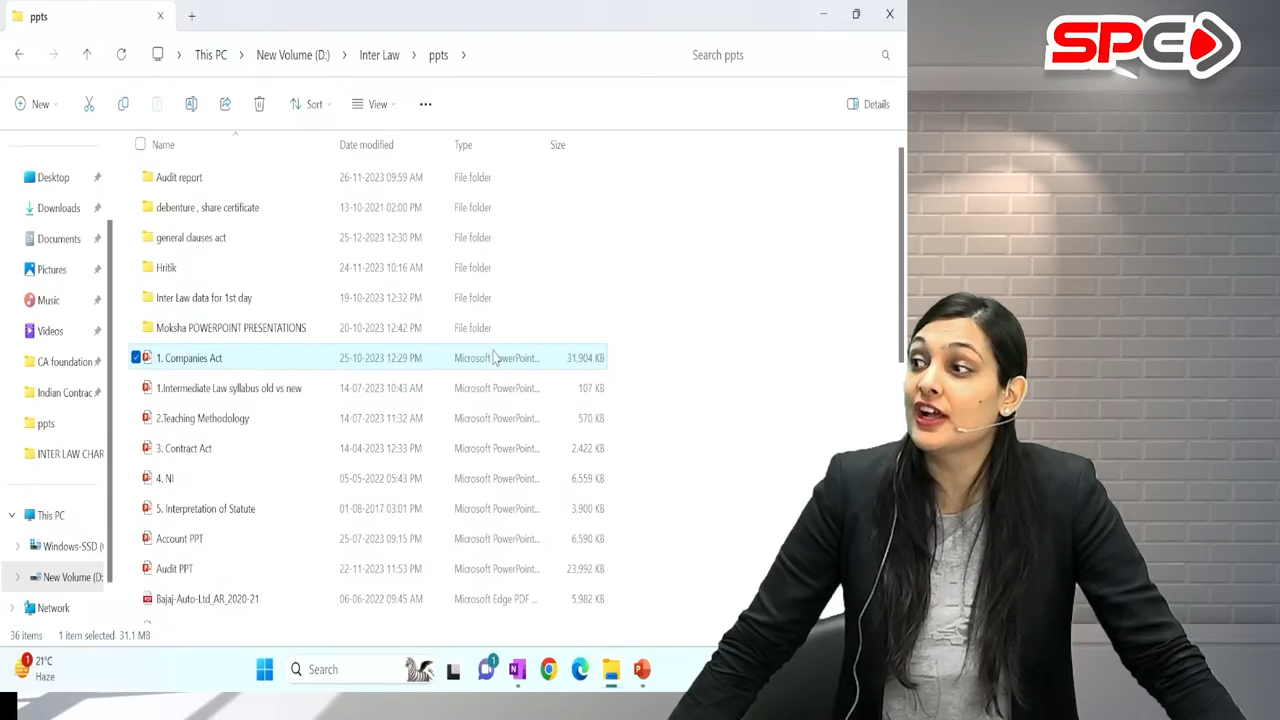 ppts
SPC
This PC > New Volume (D:) > Inter Law > ppts
Search ppts
New
Sort
View
Details
Name Date modified Type Size
Audit report 26-11-2023 09:59 AM File folder
debenture , share certificate 13-10-2021 02:00 PM File folder
general clauses act 25-12-2023 12:30 PM File folder
Hritik 24-11-2023 10:16 AM File folder
Inter Law data for 1st day 19-10-2023 12:32 PM File folder
Moksha POWERPOINT PRESENTATIONS 20-10-2023 12:42 PM File folder
1. Companies Act 25-10-2023 12:29 PM Microsoft PowerPoint... 31,904 KB
1.Intermediate Law syllabus old vs new 14-07-2023 10:43 AM Microsoft PowerPoint... 107 KB
2.Teaching Methodology 14-07-2023 11:32 AM Microsoft PowerPoint... 570 KB
3. Contract Act 14-04-2023 12:33 PM Microsoft PowerPoint... 2,422 KB
4. NI 05-05-2022 05:43 PM Microsoft PowerPoint... 6,559 KB
5. Interpretation of Statute 01-08-2017 03:01 PM Microsoft PowerPoint... 3,900 KB
Account PPT 25-07-2023 09:15 PM Microsoft PowerPoint... 6,590 KB
Audit PPT 22-11-2023 11:53 PM Microsoft PowerPoint... 23,992 KB
Bajaj-Auto-Ltd_AR_2020-21 06-06-2022 09:45 AM Microsoft Edge PDF ... 5,982 KB
Desktop
Downloads
Documents
Pictures
Music
Videos
CA foundation
Indian Contrac
ppts
INTER LAW CHAR
This PC
Windows-SSD (
New Volume (D:
Network
36 items 1 item selected 31.1 MB
1
21°C
Haze
Search
1